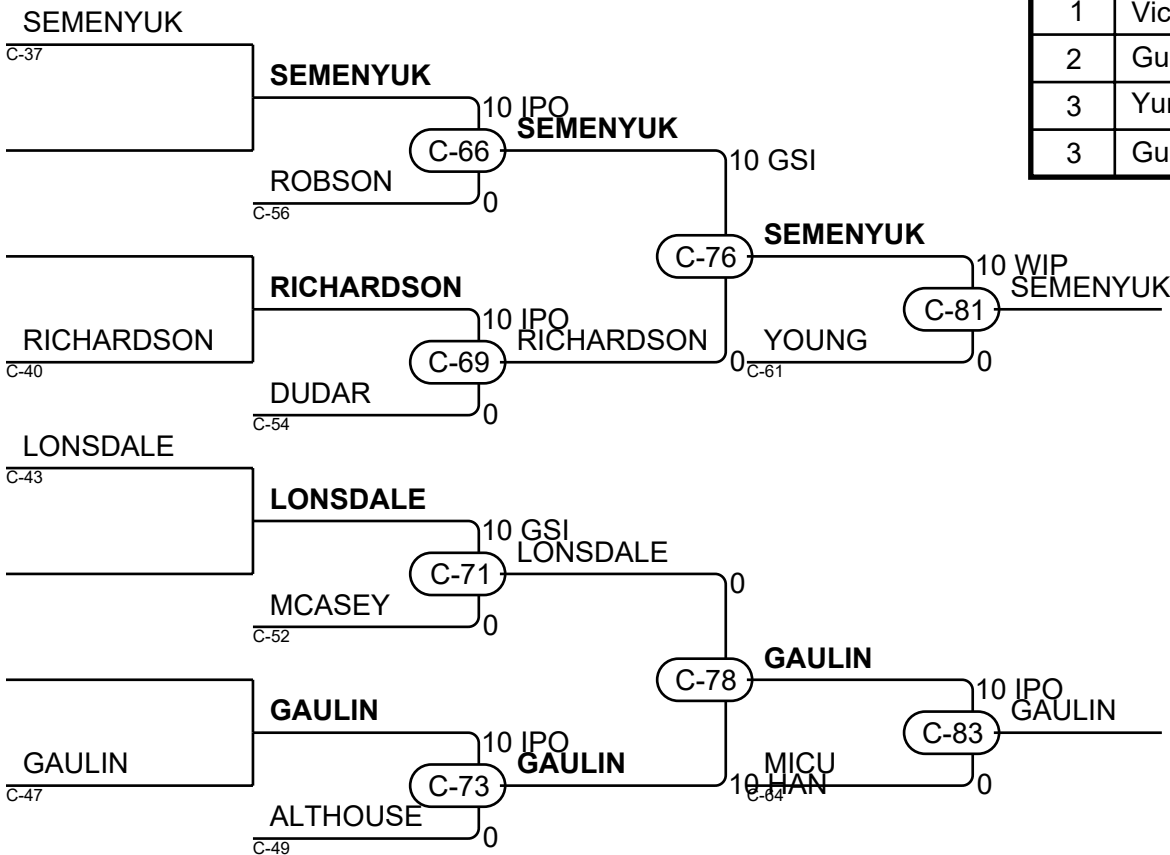 SEMENYUK
C-37
SEMENYUK
10 IPO
SEMENYUK
C-66
10 GSI
ROBSON
0
C-56
SEMENYUK
C-76
10 WIP
SEMENYUK
RICHARDSON
C-81
10 IPO
RICHARDSON
RICHARDSON
YOUNG
C-40
C-69
0
C-61
0
DUDAR
0
C-54
LONSDALE
C-43
LONSDALE
10 GSI
LONSDALE
C-71
0
MCASEY
0
C-52
GAULIN
C-78
10 IPO
GAULIN
GAULIN
C-83
10 IPO
GAULIN
GAULIN
MICU
C-47
C-73
10 HAN
C-64
0
ALTHOUSE
0
C-49
1
2
3
3